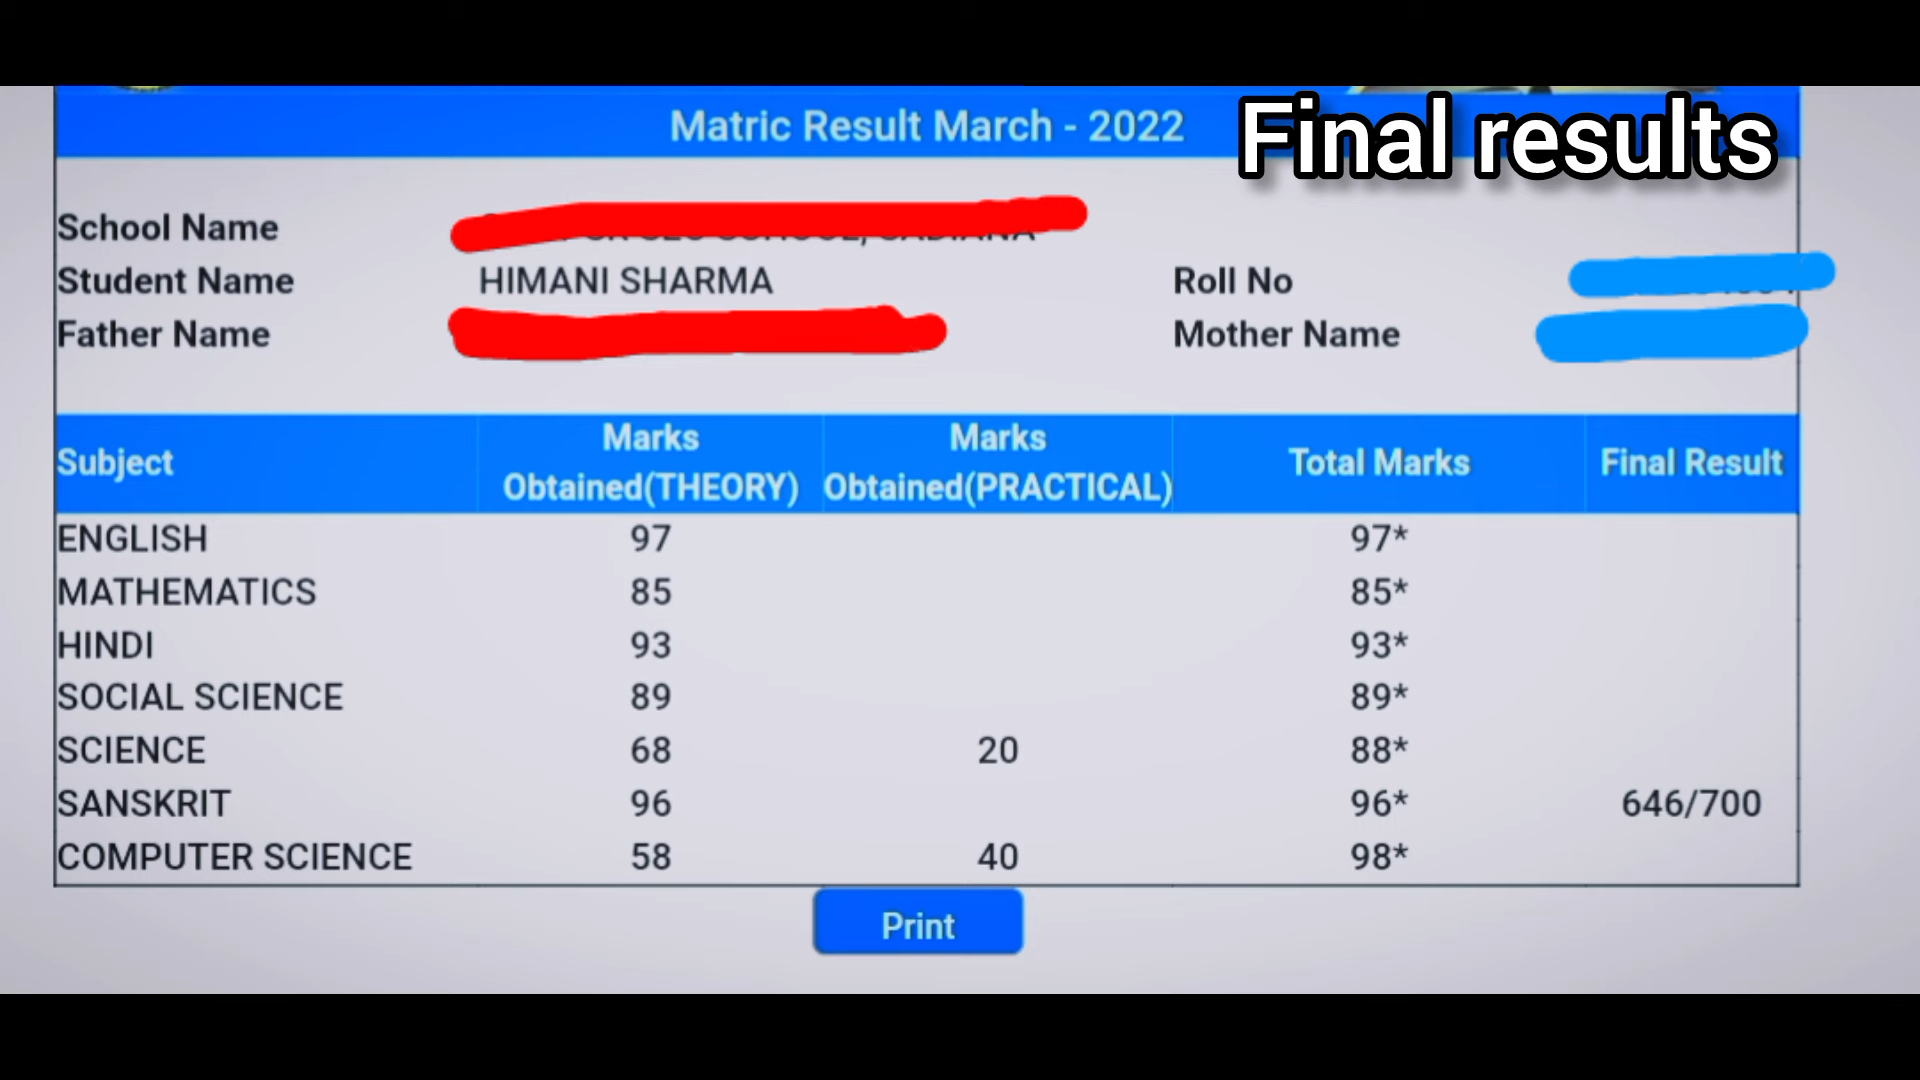 Matric Result March - 2022
Final results
School Name
Student Name HIMANI SHARMA Roll No
Father Name Mother Name
Subject Marks Obtained(THEORY) Marks Obtained(PRACTICAL) Total Marks Final Result
ENGLISH 97 97*
MATHEMATICS 85 85*
HINDI 93 93*
SOCIAL SCIENCE 89 89*
SCIENCE 68 20 88*
SANSKRIT 96 96* 646/700
COMPUTER SCIENCE 58 40 98*
Print